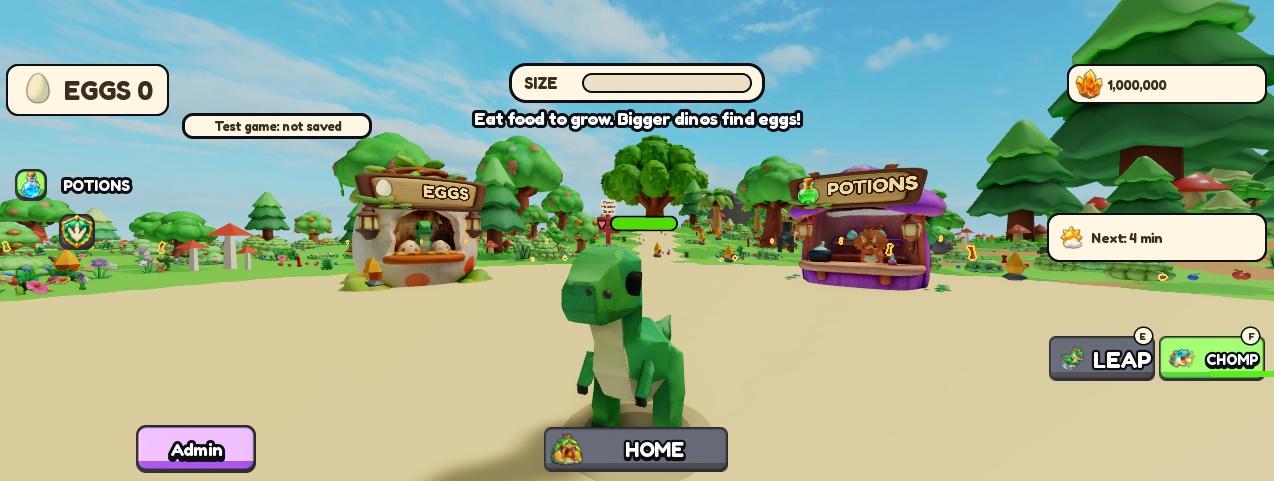 EGGS 0
SIZE
1,000,000
Test game: not saved
Eat food to grow. Bigger dinos find eggs!
POTIONS
EGGS
POTIONS
Next: 4 min
E
F
LEAP
CHOMP
Admin
HOME